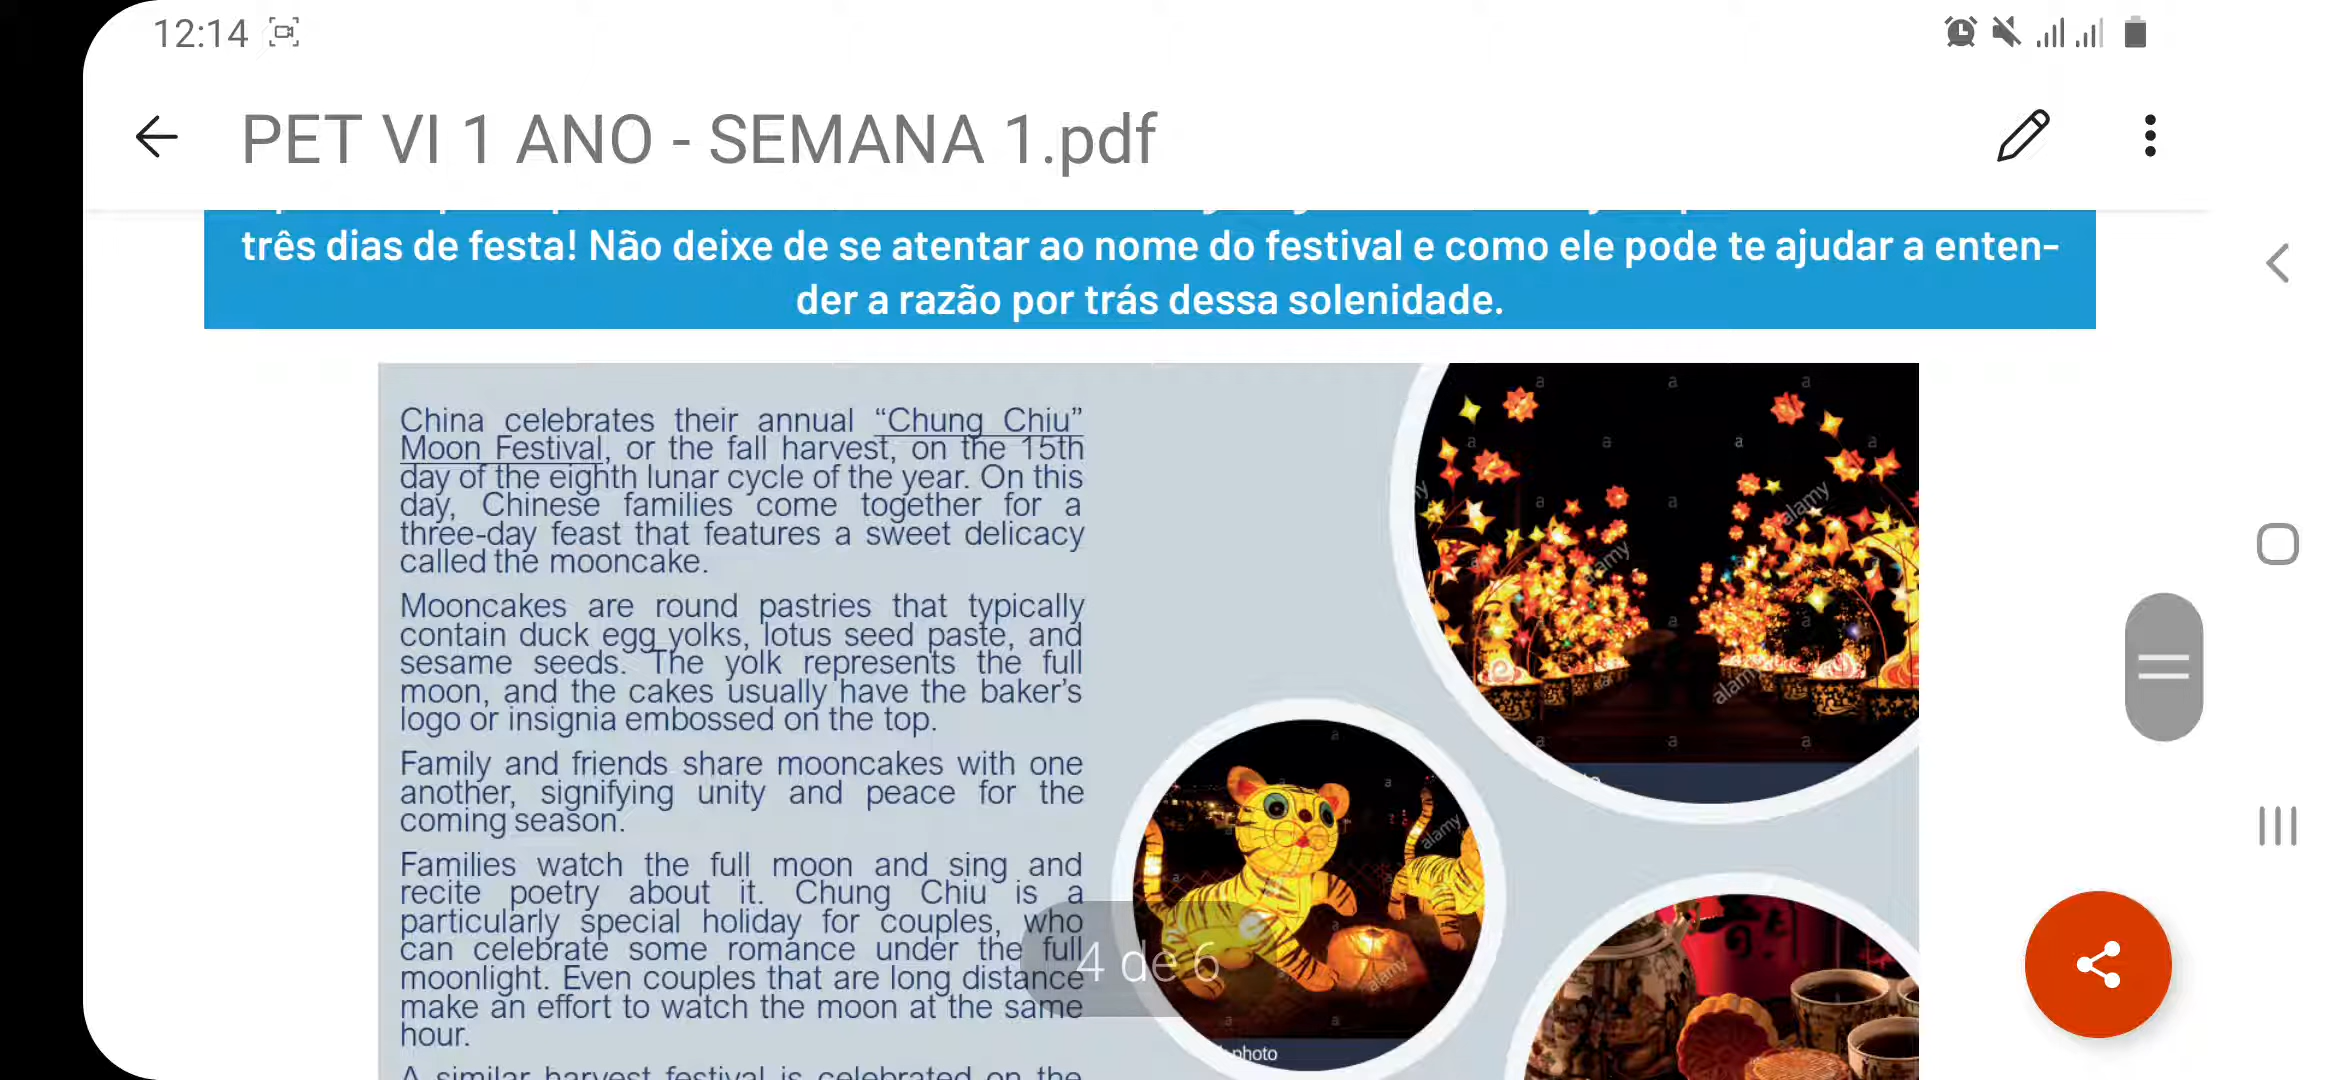 12:14
PET VI 1 ANO - SEMANA 1.pdf
três dias de festa! Não deixe de se atentar ao nome do festival e como ele pode te ajudar a enten-
der a razão por trás dessa solenidade.
China celebrates their annual “Chung Chiu”
Moon Festival, or the fall harvest, on the 15th
day of the eighth lunar cycle of the year. On this
day, Chinese families come together for a
three-day feast that features a sweet delicacy
called the mooncake.
Mooncakes are round pastries that typically
contain duck egg yolks, lotus seed paste, and
sesame seeds. The yolk represents the full
moon, and the cakes usually have the baker’s
logo or insignia embossed on the top.
Family and friends share mooncakes with one
another, signifying unity and peace for the
coming season.
Families watch the full moon and sing and
recite poetry about it. Chung Chiu is a
particularly special holiday for couples, who
can celebrate some romance under the full
moonlight. Even couples that are long distance
make an effort to watch the moon at the same
hour.
A similar harvest festival is celebrated on the
4 de 6
alamy
alamy
alamy
alamy
alamy
photo